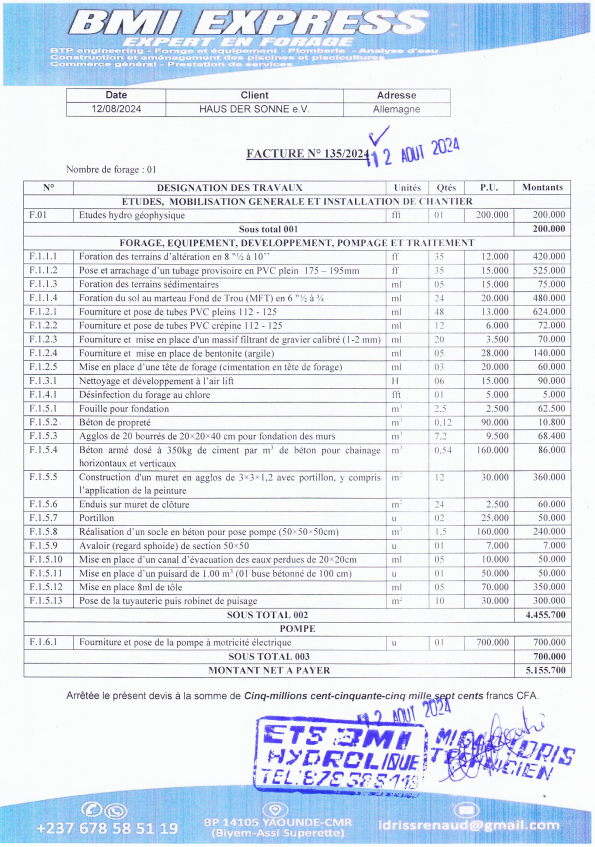 BMI EXPRESS
EXPERT EN FORAGE
BTP engineering - Forage et équipement - Plomberie - Analyse d'eau
Construction et aménagement des piscines et piscicultures
Commerce général - Prestation de services
Date Client Adresse
12/08/2024 HAUS DER SONNE e.V. Allemagne
FACTURE N° 135/2024
12 AOUT 2024
Nombre de forage : 01
N° DESIGNATION DES TRAVAUX Unités Qtés P.U. Montants
ETUDES, MOBILISATION GENERALE ET INSTALLATION DE CHANTIER
F.01 Etudes hydro géophysique fft 01 200.000 200.000
Sous total 001 200.000
FORAGE, EQUIPEMENT, DEVELOPPEMENT, POMPAGE ET TRAITEMENT
F.1.1.1 Foration des terrains d'altération en 8 "½ à 10'' ff 35 12.000 420.000
F.1.1.2 Pose et arrachage d'un tubage provisoire en PVC plein 175 – 195mm ff 35 15.000 525.000
F.1.1.3 Foration des terrains sédimentaires ml 05 15.000 75.000
F.1.1.4 Foration du sol au marteau Fond de Trou (MFT) en 6 "½ à ¾ ml 24 20.000 480.000
F.1.2.1 Fourniture et pose de tubes PVC pleins 112 - 125 ml 48 13.000 624.000
F.1.2.2 Fourniture et pose de tubes PVC crépine 112 - 125 ml 12 6.000 72.000
F.1.2.3 Fourniture et mise en place d'un massif filtrant de gravier calibré (1-2 mm) ml 20 3.500 70.000
F.1.2.4 Fourniture et mise en place de bentonite (argile) ml 05 28.000 140.000
F.1.2.5 Mise en place d'une tête de forage (cimentation en tête de forage) ml 03 20.000 60.000
F.1.3.1 Nettoyage et développement à l'air lift H 06 15.000 90.000
F.1.4.1 Désinfection du forage au chlore fft 01 5.000 5.000
F.1.5.1 Fouille pour fondation m³ 2.5 2.500 62.500
F.1.5.2 Béton de propreté m³ 0.12 90.000 10.800
F.1.5.3 Agglos de 20 bourrés de 20×20×40 cm pour fondation des murs m² 7.2 9.500 68.400
F.1.5.4 Béton armé dosé à 350kg de ciment par m³ de béton pour chainage m³ 0.54 160.000 86.000
horizontaux et verticaux
F.1.5.5 Construction d'un muret en agglos de 3×3×1,2 avec portillon, y compris m² 12 30.000 360.000
l'application de la peinture
F.1.5.6 Enduis sur muret de clôture m² 24 2.500 60.000
F.1.5.7 Portillon u 02 25.000 50.000
F.1.5.8 Réalisation d'un socle en béton pour pose pompe (50×50×50cm) m³ 1.5 160.000 240.000
F.1.5.9 Avaloir (regard sphoide) de section 50×50 u 01 7.000 7.000
F.1.5.10 Mise en place d'un canal d'évacuation des eaux perdues de 20×20cm ml 05 10.000 50.000
F.1.5.11 Mise en place d'un puisard de 1.00 m³ (01 buse bétonné de 100 cm) u 01 50.000 50.000
F.1.5.12 Mise en place 8ml de tôle ml 05 70.000 350.000
F.1.5.13 Pose de la tuyauterie puis robinet de puisage m² 10 30.000 300.000
SOUS TOTAL 002 4.455.700
POMPE
F.1.6.1 Fourniture et pose de la pompe à motricité électrique u 01 700.000 700.000
SOUS TOTAL 003 700.000
MONTANT NET A PAYER 5.155.700
Arrêtée le présent devis à la somme de Cinq-millions cent-cinquante-cinq mille sept cents francs CFA.
12 AOUT 2024
ETS BMI
HYDROLIQUE
TEL:678585119
IDRIS
TECHNICIEN
+237 678 58 51 19
BP 14105 YAOUNDE-CMR
(Biyem-Assi Superette)
idrissrenaud@gmail.com